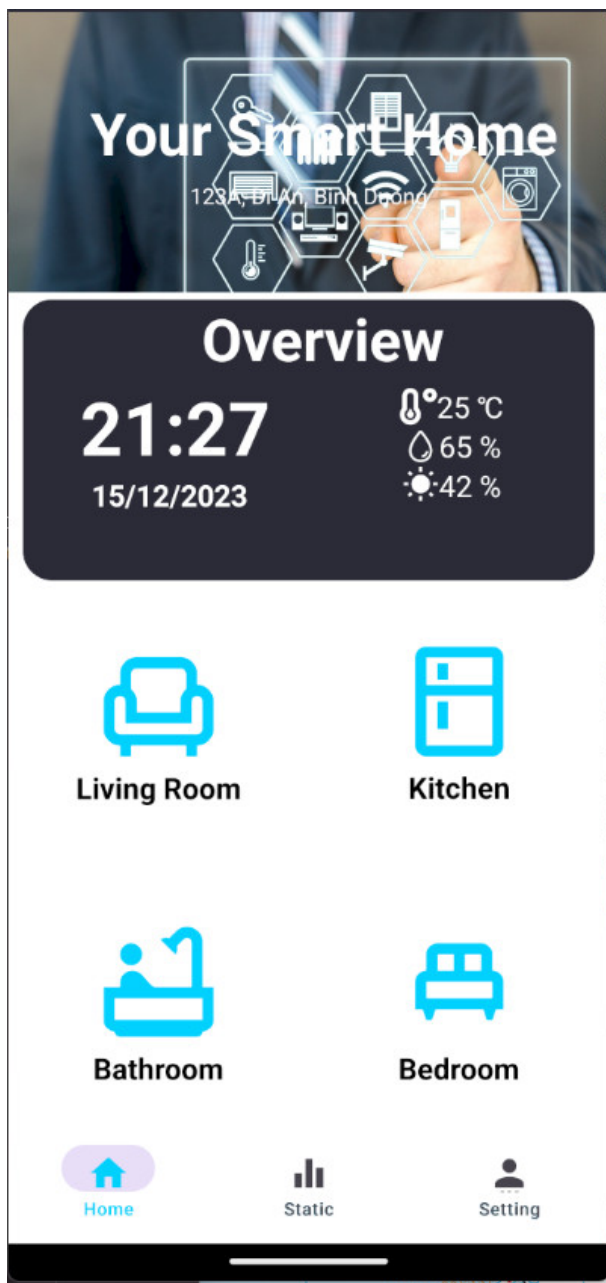 Your Smart Home
123A, Dĩ An, Bình Dương
Overview
21:27
15/12/2023
25 °C
65 %
42 %
Living Room
Kitchen
Bathroom
Bedroom
Home
Static
Setting